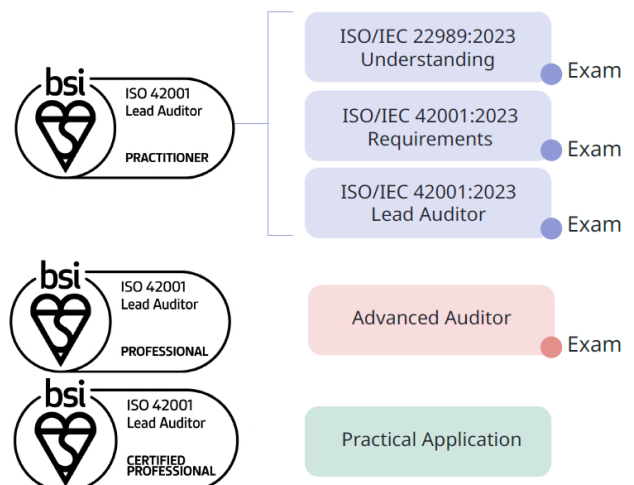 bsi
ISO 42001
Lead Auditor
PRACTITIONER
ISO/IEC 22989:2023
Understanding
Exam
ISO/IEC 42001:2023
Requirements
Exam
ISO/IEC 42001:2023
Lead Auditor
Exam
bsi
ISO 42001
Lead Auditor
PROFESSIONAL
Advanced Auditor
Exam
bsi
ISO 42001
Lead Auditor
CERTIFIED
PROFESSIONAL
Practical Application